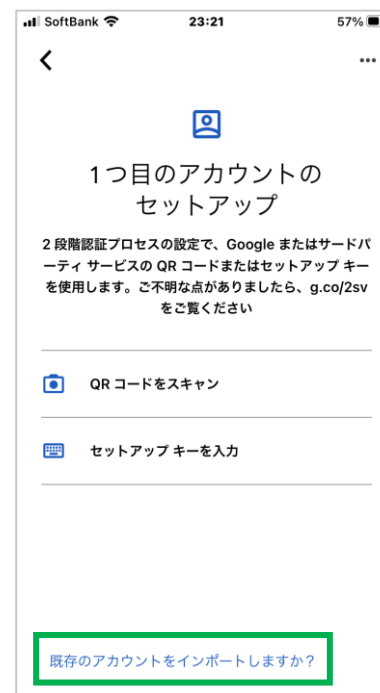 SoftBank 23:21 57%
1つ目のアカウントの
セットアップ
2 段階認証プロセスの設定で、Google またはサードパ
ーティ サービスの QR コードまたはセットアップ キー
を使用します。ご不明な点がありましたら、g.co/2sv
をご覧ください
QR コードをスキャン
セットアップ キーを入力
既存のアカウントをインポートしますか？